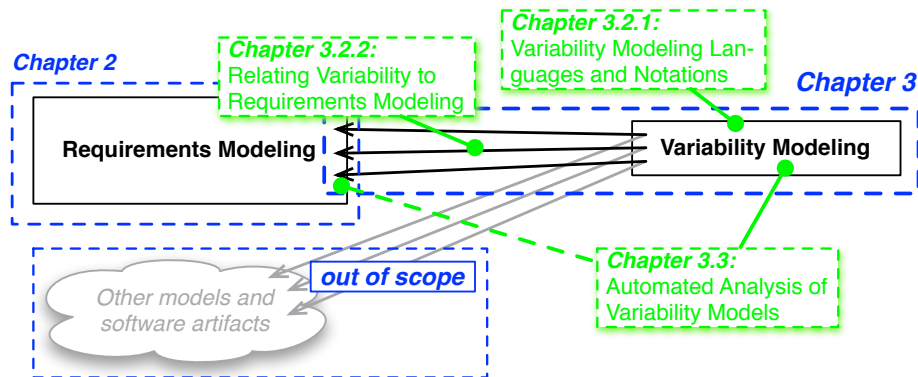 Chapter 2
Chapter 3.2.2:
Relating Variability to
Requirements Modeling
Chapter 3.2.1:
Variability Modeling Lan-
guages and Notations
Chapter 3
Requirements Modeling
Variability Modeling
out of scope
Other models and
software artifacts
Chapter 3.3:
Automated Analysis of
Variability Models